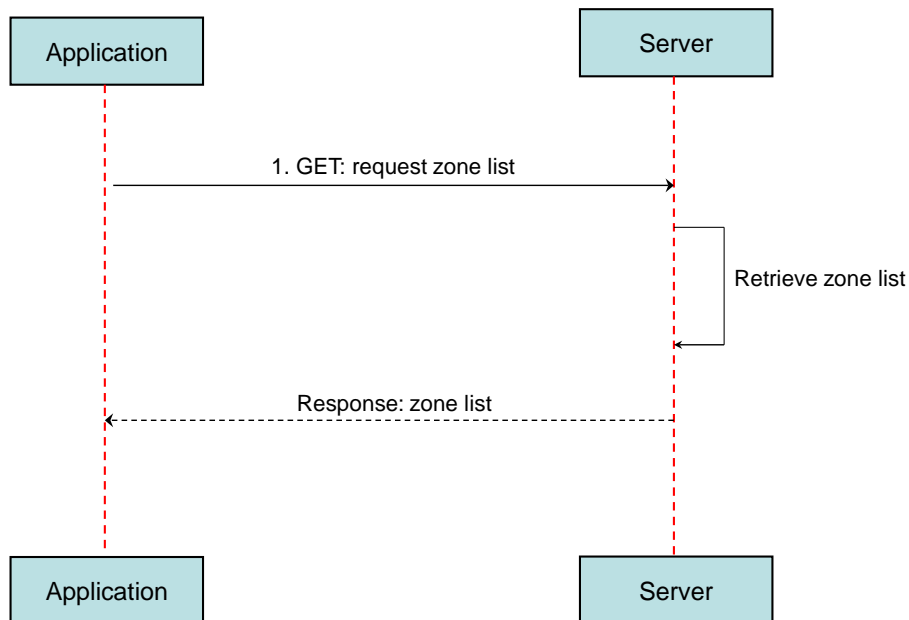 Application
Server
1. GET: request zone list
Retrieve zone list
Response: zone list
Application
Server